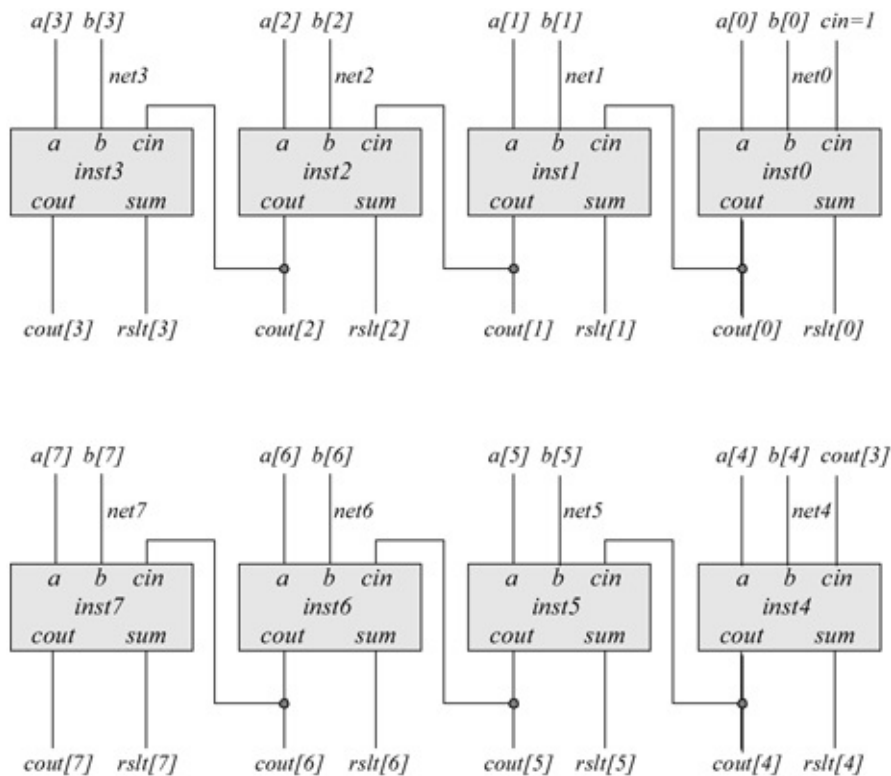 a[3] b[3] a[2] b[2] a[1] b[1] a[0] b[0] cin=1
net3 net2 net1 net0
a b cin a b cin a b cin a b cin
inst3 inst2 inst1 inst0
cout sum cout sum cout sum cout sum
cout[3] rslt[3] cout[2] rslt[2] cout[1] rslt[1] cout[0] rslt[0]
a[7] b[7] a[6] b[6] a[5] b[5] a[4] b[4] cout[3]
net7 net6 net5 net4
a b cin a b cin a b cin a b cin
inst7 inst6 inst5 inst4
cout sum cout sum cout sum cout sum
cout[7] rslt[7] cout[6] rslt[6] cout[5] rslt[5] cout[4] rslt[4]